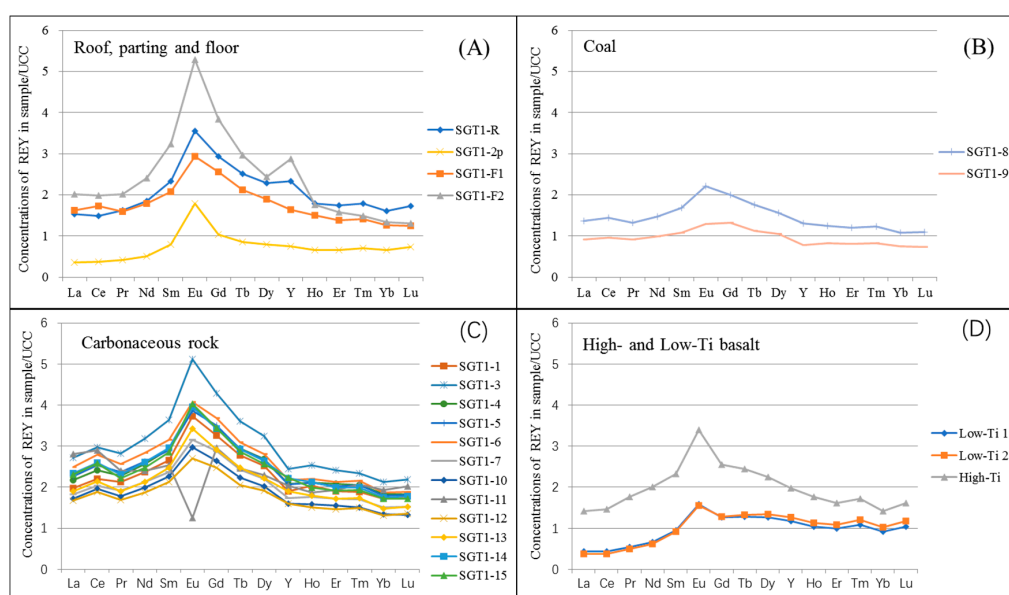 Concentrations of REY in sample/UCC
6
5
4
3
2
1
0
Roof, parting and floor
(A)
SGT1-R
SGT1-2p
SGT1-F1
SGT1-F2
La Ce Pr Nd Sm Eu Gd Tb Dy Y Ho Er Tm Yb Lu
Concentrations of REY in sample/UCC
6
5
4
3
2
1
0
Coal
(B)
SGT1-8
SGT1-9
La Ce Pr Nd Sm Eu Gd Tb Dy Y Ho Er Tm Yb Lu
Concentrations of REY in sample/UCC
6
5
4
3
2
1
0
Carbonaceous rock
(C)
SGT1-1
SGT1-3
SGT1-4
SGT1-5
SGT1-6
SGT1-7
SGT1-10
SGT1-11
SGT1-12
SGT1-13
SGT1-14
SGT1-15
La Ce Pr Nd Sm Eu Gd Tb Dy Y Ho Er Tm Yb Lu
Concentrations of REY in sample/UCC
6
5
4
3
2
1
0
High- and Low-Ti basalt
(D)
Low-Ti 1
Low-Ti 2
High-Ti
La Ce Pr Nd Sm Eu Gd Tb Dy Y Ho Er Tm Yb Lu